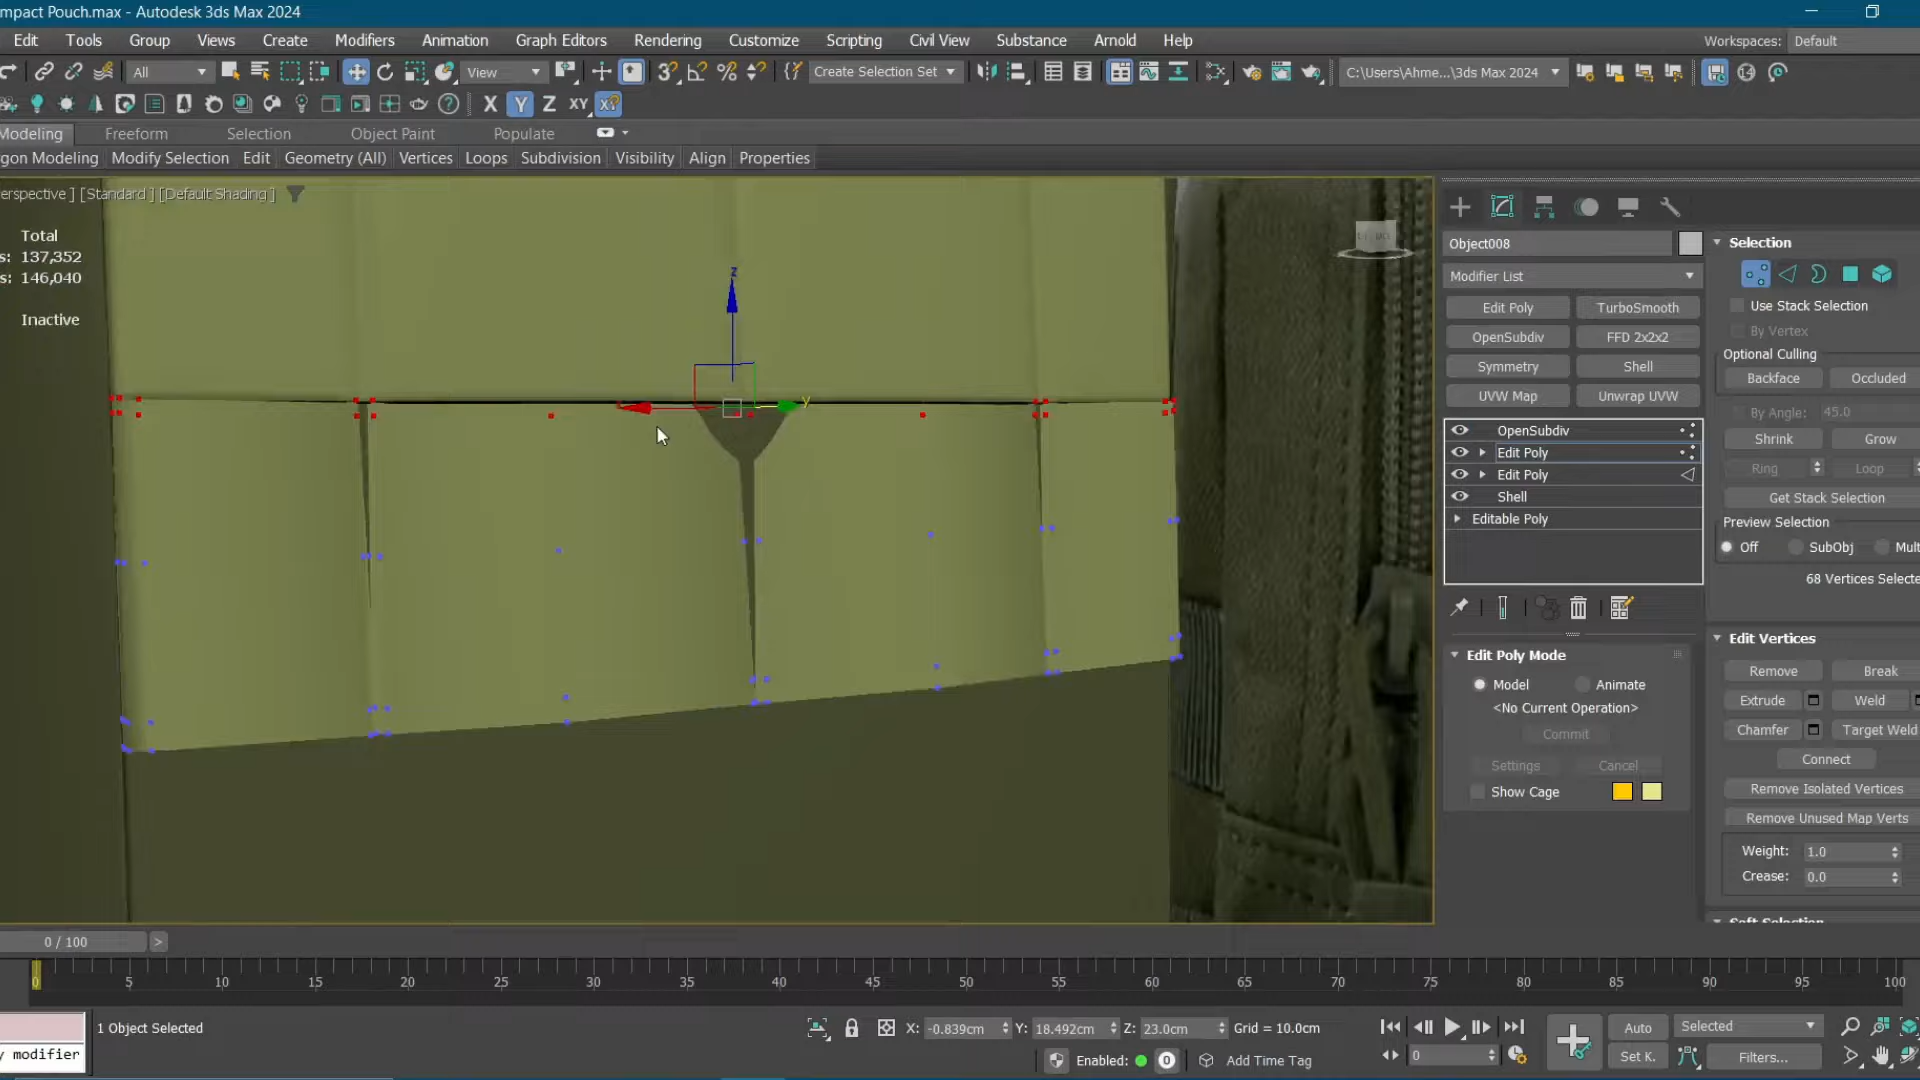 mpact Pouch.max - Autodesk 3ds Max 2024
Edit Tools Group Views Create Modifiers Animation Graph Editors Rendering Customize Scripting Civil View Substance Arnold Help
Workspaces: Default
All View Create Selection Set C:\Users\Ahme...\3ds Max 2024
X Y Z XY
Modeling Freeform Selection Object Paint Populate
gon Modeling Modify Selection Edit Geometry (All) Vertices Loops Subdivision Visibility Align Properties
erspective ] [Standard ] [Default Shading ]
Total
s: 137,352
s: 146,040
Inactive
z
y
Object008
Modifier List
Edit Poly TurboSmooth
OpenSubdiv FFD 2x2x2
Symmetry Shell
UVW Map Unwrap UVW
OpenSubdiv
Edit Poly
Edit Poly
Shell
Editable Poly
Edit Poly Mode
Model Animate
<No Current Operation>
Commit
Settings Cancel
Show Cage
Selection
Use Stack Selection
By Vertex
Optional Culling
Backface Occluded
By Angle: 45.0
Shrink Grow
Ring Loop
Get Stack Selection
Preview Selection
Off SubObj Mult
68 Vertices Selecte
Edit Vertices
Remove Break
Extrude Weld
Chamfer Target Weld
Connect
Remove Isolated Vertices
Remove Unused Map Verts
Weight: 1.0
Crease: 0.0
Soft Selection
0 / 100 >
0 5 10 15 20 25 30 35 40 45 50 55 60 65 70 75 80 85 90 95 100
1 Object Selected
X: -0.839cm Y: 18.492cm Z: 23.0cm Grid = 10.0cm
Auto Selected
y modifier
Enabled: 0 Add Time Tag
0
Set K. Filters...